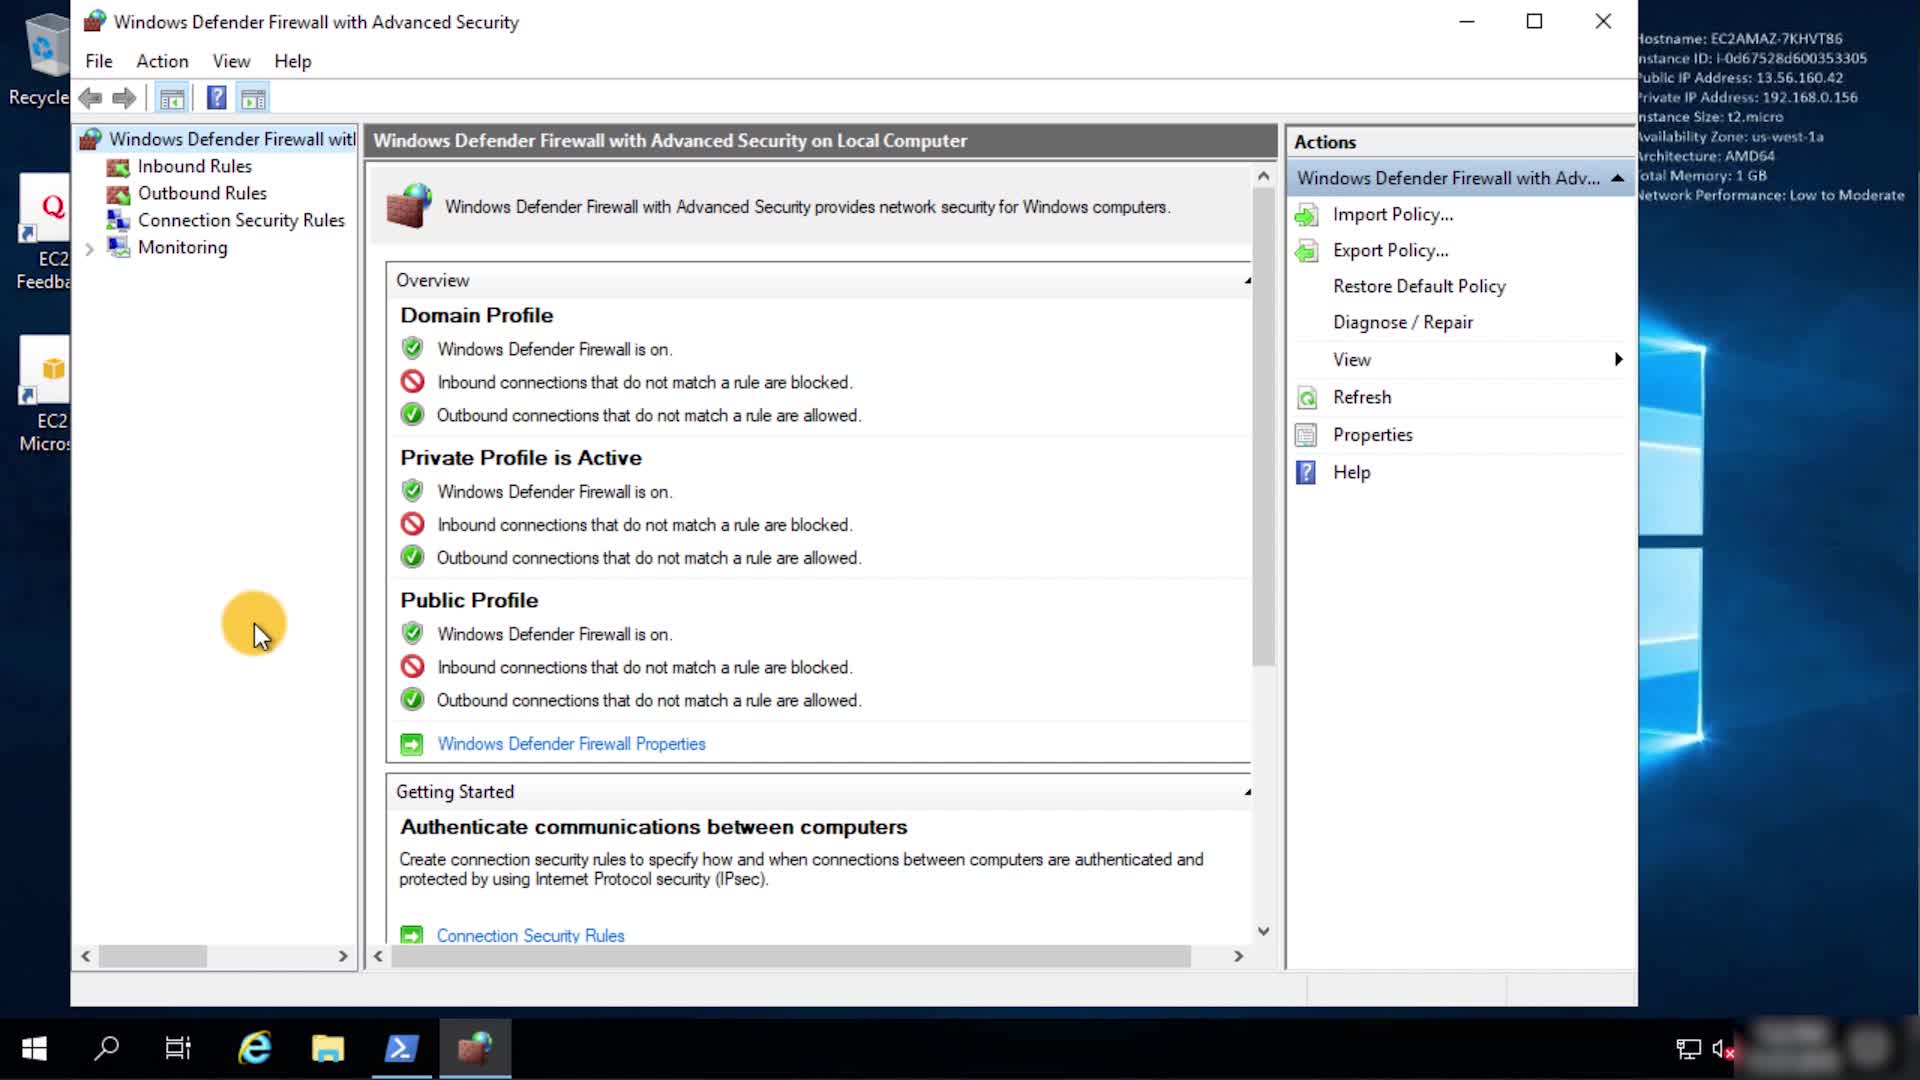 Windows Defender Firewall with Advanced Security
File Action View Help
Windows Defender Firewall with
Inbound Rules
Outbound Rules
Connection Security Rules
Monitoring
Windows Defender Firewall with Advanced Security on Local Computer
Windows Defender Firewall with Advanced Security provides network security for Windows computers.
Overview
Domain Profile
Windows Defender Firewall is on.
Inbound connections that do not match a rule are blocked.
Outbound connections that do not match a rule are allowed.
Private Profile is Active
Windows Defender Firewall is on.
Inbound connections that do not match a rule are blocked.
Outbound connections that do not match a rule are allowed.
Public Profile
Windows Defender Firewall is on.
Inbound connections that do not match a rule are blocked.
Outbound connections that do not match a rule are allowed.
Windows Defender Firewall Properties
Getting Started
Authenticate communications between computers
Create connection security rules to specify how and when connections between computers are authenticated and
protected by using Internet Protocol security (IPsec).
Connection Security Rules
Actions
Windows Defender Firewall with Adv...
Import Policy...
Export Policy...
Restore Default Policy
Diagnose / Repair
View
Refresh
Properties
Help
Recycle
Q
EC2
Feedba
EC2
Micros
Hostname: EC2AMAZ-7KHVT86
nstance ID: i-0d67528d600353305
Public IP Address: 13.56.160.42
Private IP Address: 192.168.0.156
nstance Size: t2.micro
Availability Zone: us-west-1a
Architecture: AMD64
Total Memory: 1 GB
Network Performance: Low to Moderate